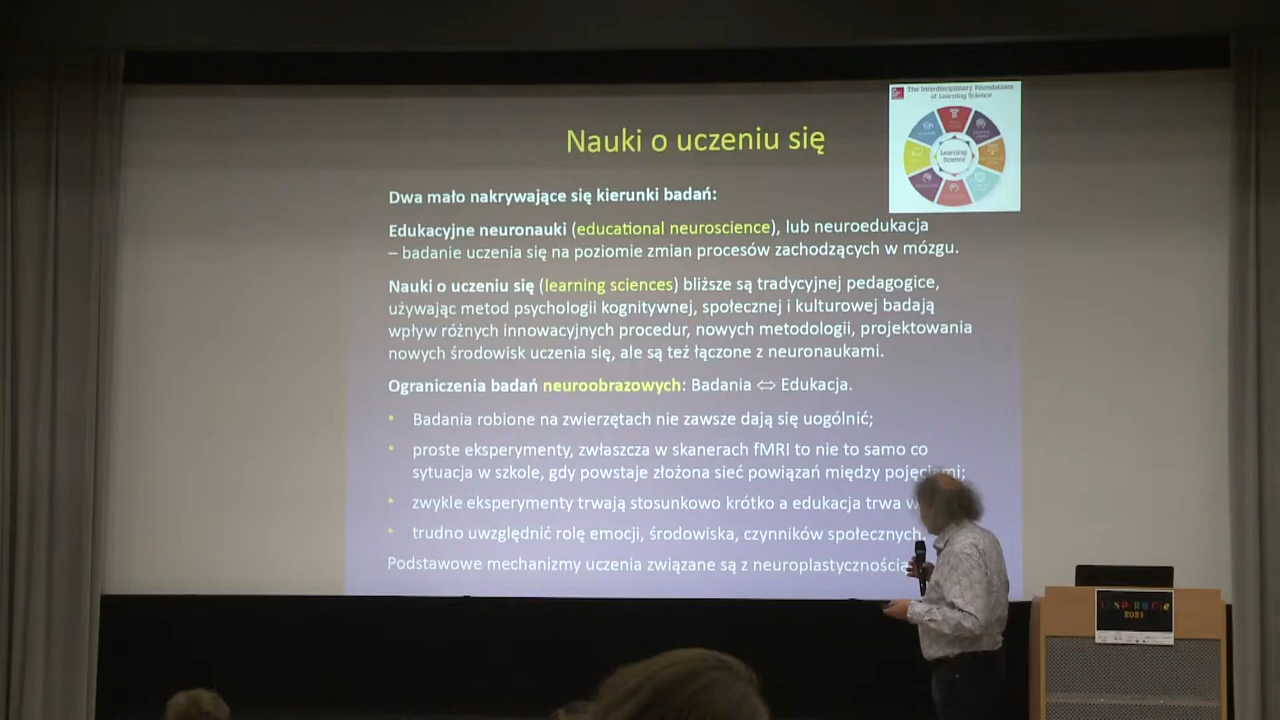 The Interdisciplinary Foundations
of Learning Science
Learning
Science
Nauki o uczeniu się
Dwa mało nakrywające się kierunki badań:
Edukacyjne neuronauki (educational neuroscience), lub neuroedukacja
– badanie uczenia się na poziomie zmian procesów zachodzących w mózgu.
Nauki o uczeniu się (learning sciences) bliższe są tradycyjnej pedagogice,
używając metod psychologii kognitywnej, społecznej i kulturowej badają
wpływ różnych innowacyjnych procedur, nowych metodologii, projektowania
nowych środowisk uczenia się, ale są też łączone z neuronaukami.
Ograniczenia badań neuroobrazowych: Badania ⇔ Edukacja.
• Badania robione na zwierzętach nie zawsze dają się uogólnić;
• proste eksperymenty, zwłaszcza w skanerach fMRI to nie to samo co
sytuacja w szkole, gdy powstaje złożona sieć powiązań między pojęciami;
• zwykle eksperymenty trwają stosunkowo krótko a edukacja trwa
• trudno uwzględnić rolę emocji, środowiska, czynników społecznych.
Podstawowe mechanizmy uczenia związane są z neuroplastycznością
INSPIRACJE
2021